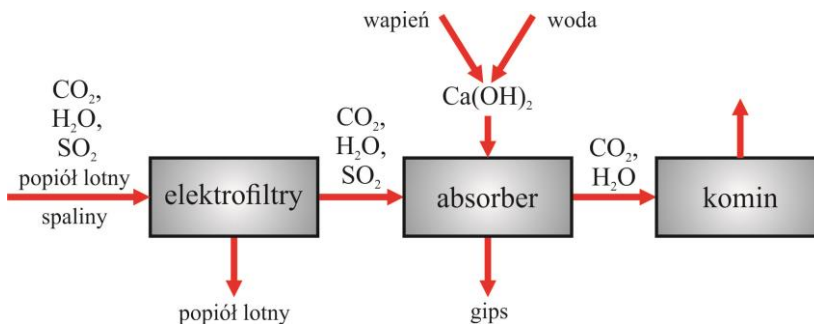 wapień
woda
CO₂,
H₂O,
SO₂
popiół lotny
spaliny
elektrofiltry
popiół lotny
CO₂,
H₂O,
SO₂
Ca(OH)₂
absorber
gips
CO₂,
H₂O
komin